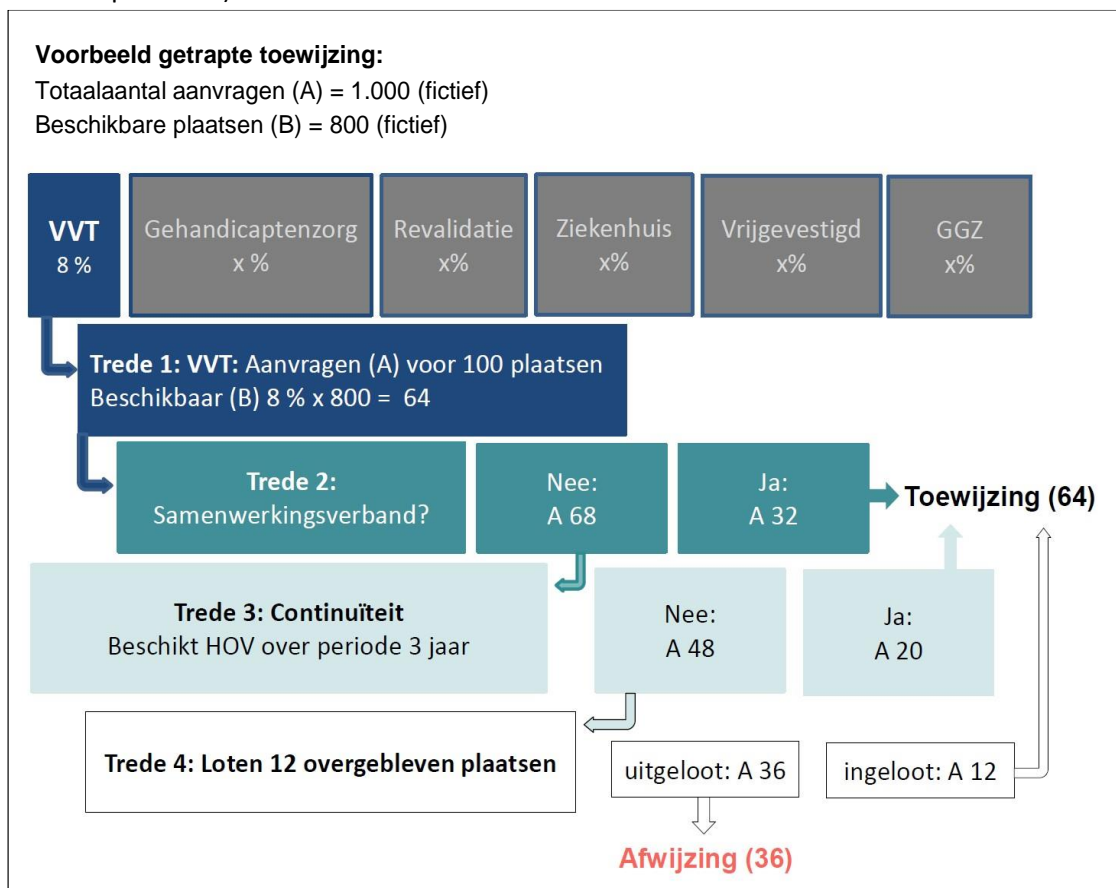 Voorbeeld getrapte toewijzing:
Totaalaantal aanvragen (A) = 1.000 (fictief)
Beschikbare plaatsen (B) = 800 (fictief)
VVT
8 %
Gehandicaptenzorg
x %
Revalidatie
x%
Ziekenhuis
x%
Vrijgevestigd
x%
GGZ
x%
Trede 1: VVT: Aanvragen (A) voor 100 plaatsen
Beschikbaar (B) 8 % x 800 = 64
Trede 2:
Samenwerkingsverband?
Nee:
A 68
Ja:
A 32
Toewijzing (64)
Trede 3: Continuïteit
Beschikt HOV over periode 3 jaar
Nee:
A 48
Ja:
A 20
Trede 4: Loten 12 overgebleven plaatsen
uitgeloot: A 36
ingeloot: A 12
Afwijzing (36)